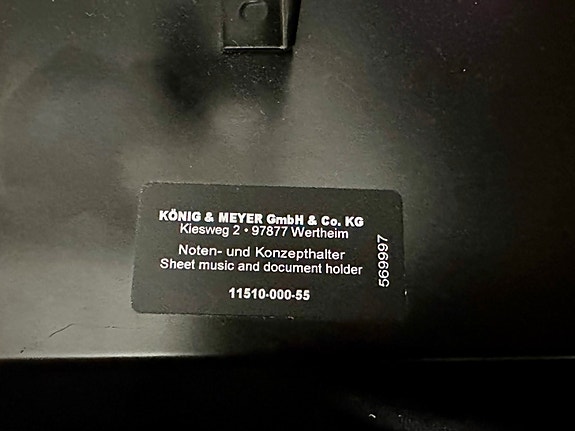 KÖNIG & MEYER GmbH & Co. KG
Kiesweg 2 • 97877 Wertheim
Noten- und Konzepthalter
Sheet music and document holder
11510-000-55
569997